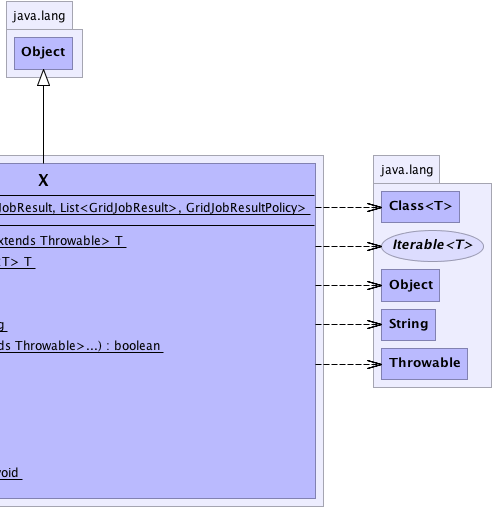 java.lang
Object
X
JobResult, List<GridJobResult>, GridJobResultPolicy>
xtends Throwable> T
<T> T
g
ds Throwable>...) : boolean
void
java.lang
Class<T>
Iterable<T>
Object
String
Throwable